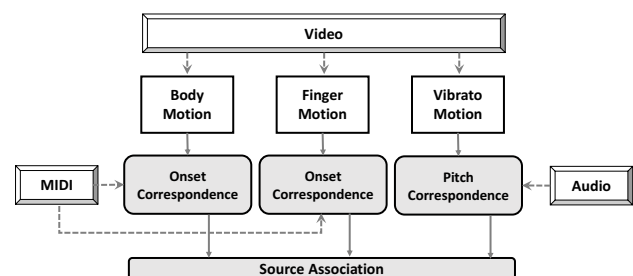 Video
Body
Motion
Finger
Motion
Vibrato
Motion
MIDI
Onset
Correspondence
Onset
Correspondence
Pitch
Correspondence
Audio
Source Association